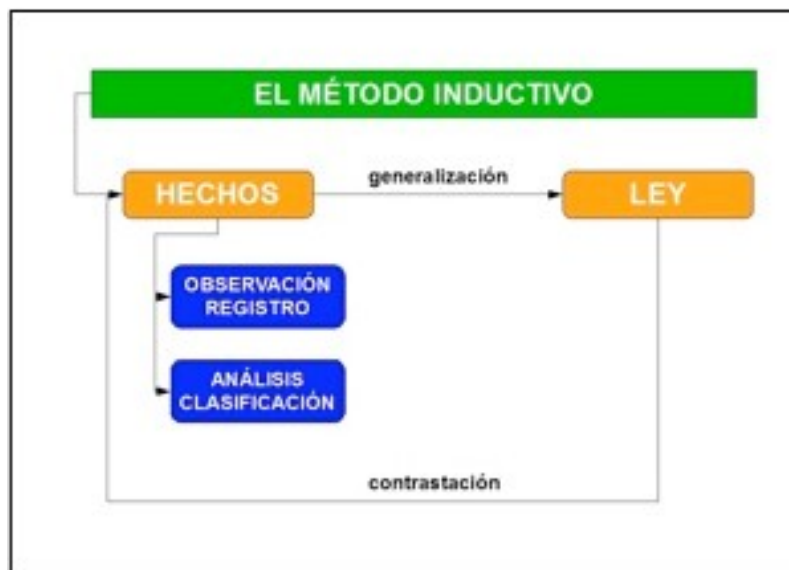 EL MÉTODO INDUCTIVO
generalización
HECHOS
LEY
OBSERVACIÓN
REGISTRO
ANÁLISIS
CLASIFICACIÓN
contrastación